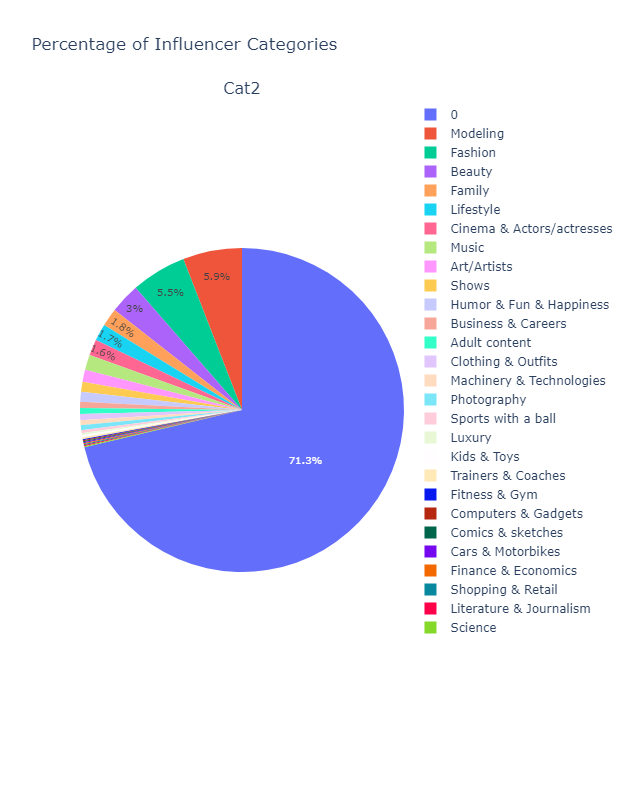 Percentage of Influencer Categories
Cat2
0
Modeling
Fashion
Beauty
Family
Lifestyle
Cinema & Actors/actresses
Music
Art/Artists
Shows
Humor & Fun & Happiness
Business & Careers
Adult content
Clothing & Outfits
Machinery & Technologies
Photography
Sports with a ball
Luxury
Kids & Toys
Trainers & Coaches
Fitness & Gym
Computers & Gadgets
Comics & sketches
Cars & Motorbikes
Finance & Economics
Shopping & Retail
Literature & Journalism
Science
5.9%
5.5%
3%
1.8%
1.7%
1.6%
71.3%